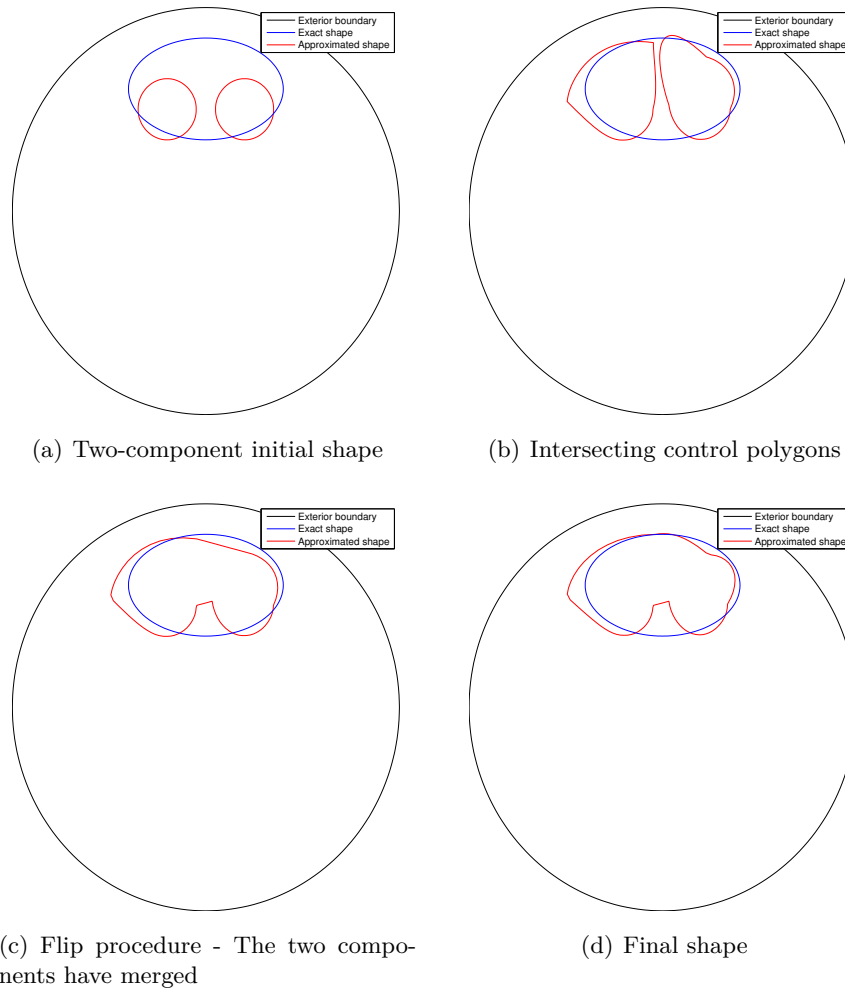 Exterior boundary
Exact shape
Approximated shape
Exterior boundary
Exact shape
Approximated shape
(a) Two-component initial shape
(b) Intersecting control polygons
Exterior boundary
Exact shape
Approximated shape
Exterior boundary
Exact shape
Approximated shape
(c) Flip procedure - The two compo-
nents have merged
(d) Final shape